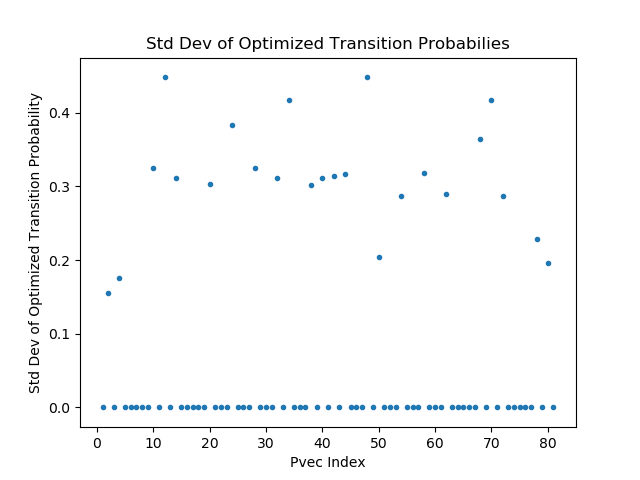 Std Dev of Optimized Transition Probabilies
Std Dev of Optimized Transition Probability
0.4
0.3
0.2
0.1
0.0
0 10 20 30 40 50 60 70 80
Pvec Index